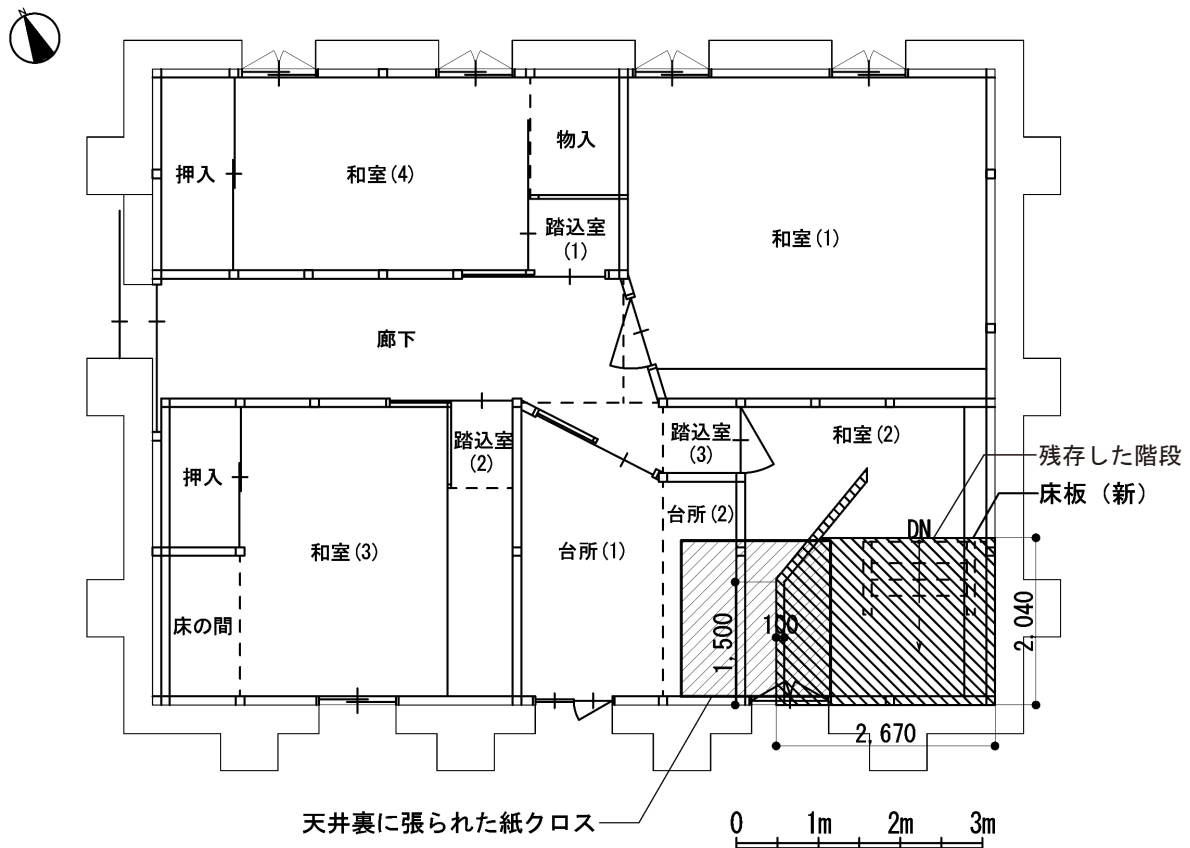 N
押入
和室(4)
物入
踏込室
(1)
和室(1)
廊下
踏込室
(2)
踏込室
(3)
和室(2)
残存した階段
床板（新）
押入
和室(3)
台所(1)
台所(2)
DN
床の間
1,500
100
2,040
2,670
天井裏に張られた紙クロス
0 1m 2m 3m